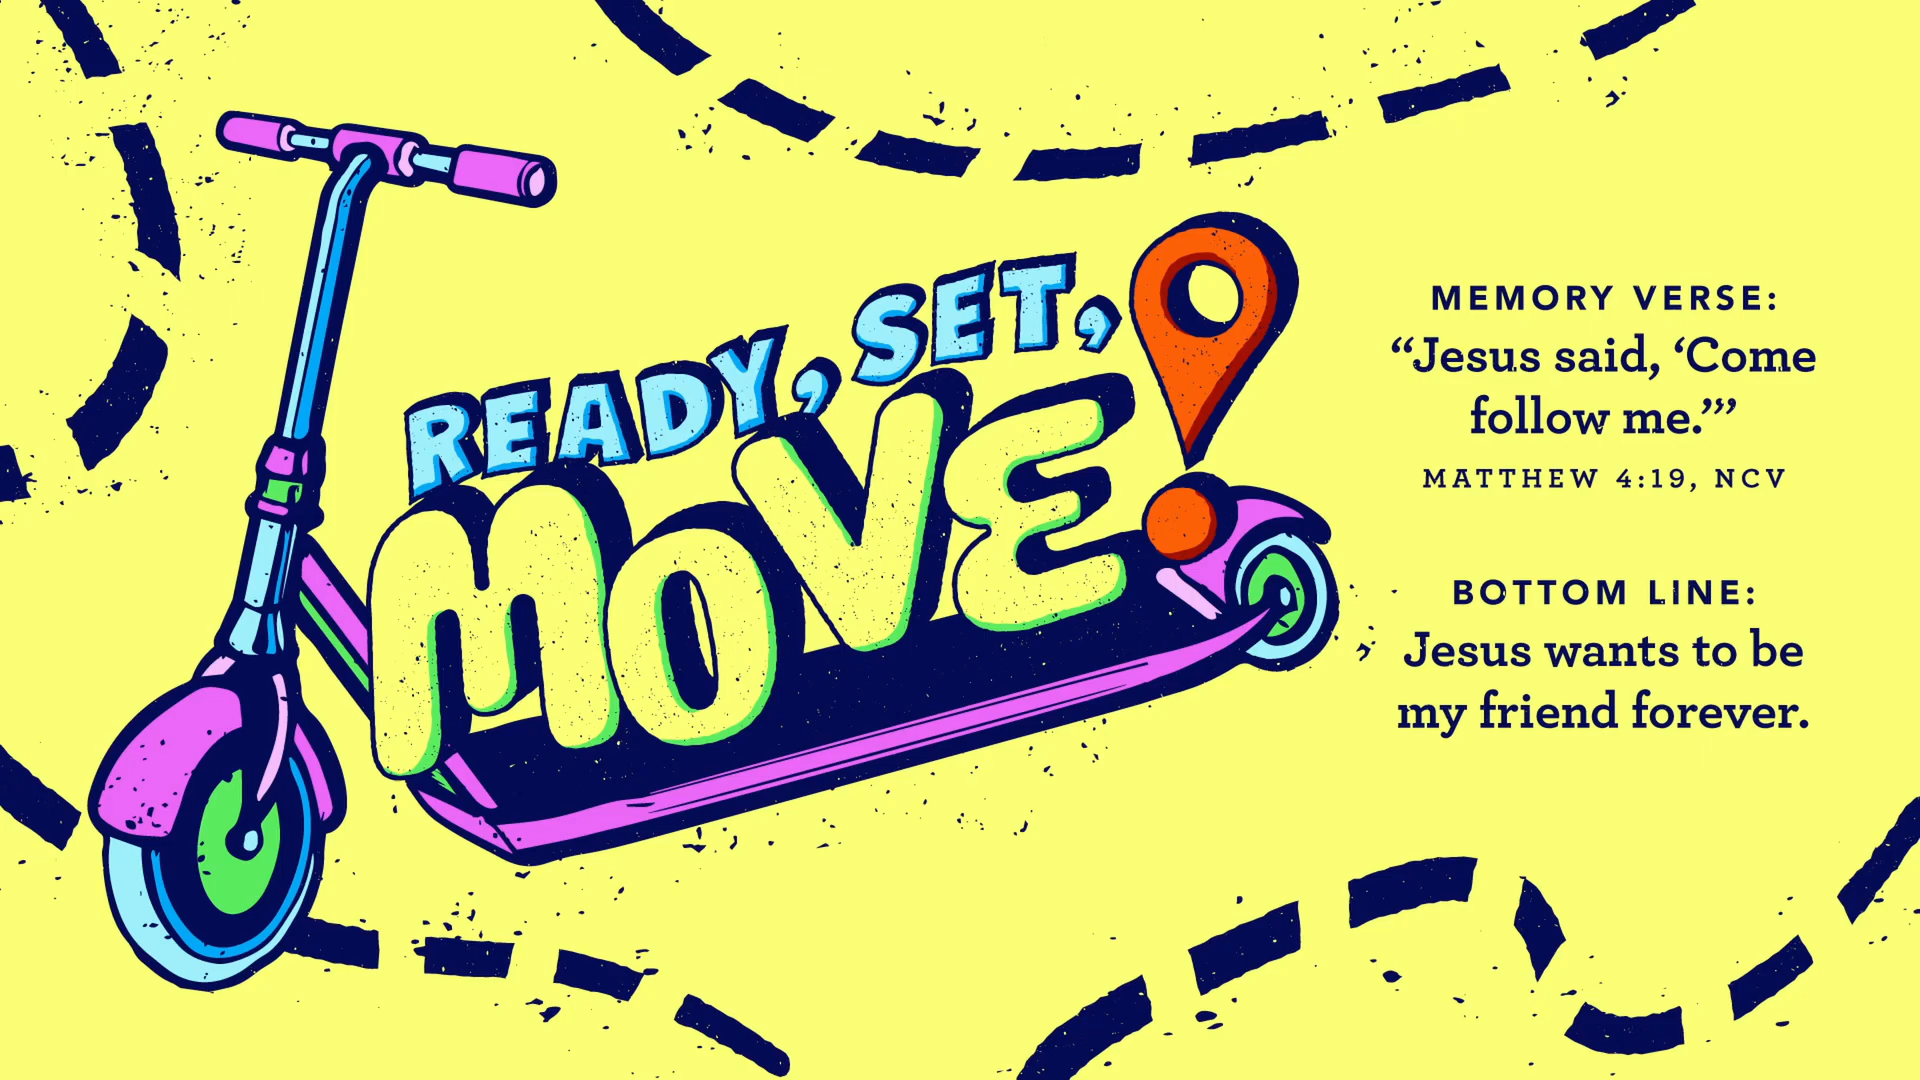 READY, SET,
MOVE
MEMORY VERSE:
“Jesus said, ‘Come
follow me.’”
MATTHEW 4:19, NCV
BOTTOM LINE:
Jesus wants to be
my friend forever.